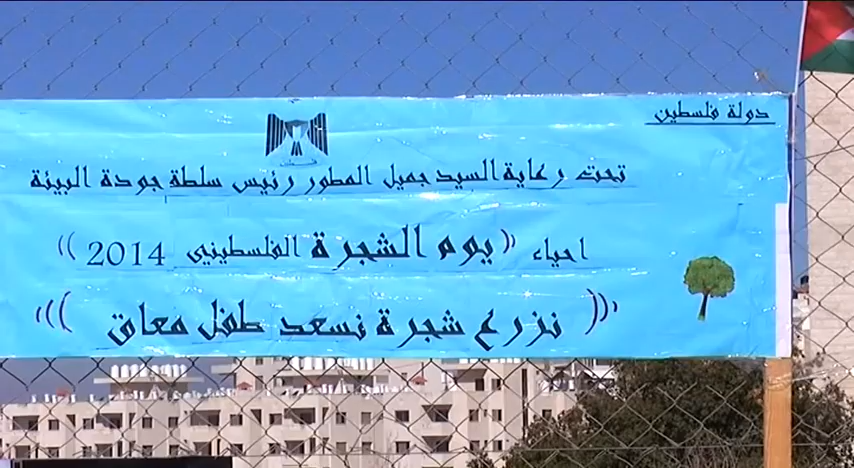 دولة فلسطين
تحت رعاية السيد جميل المطور رئيس سلطة جودة البيئة
احياء ((يوم الشجرة الفلسطيني 2014))
((( نزرع شجرة نسعد طفل معاق )))